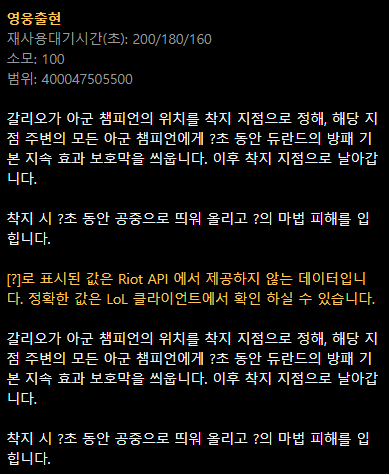 영웅출현
재사용대기시간(초): 200/180/160
소모: 100
범위: 400047505500
갈리오가 아군 챔피언의 위치를 착지 지점으로 정해, 해당 지
점 주변의 모든 아군 챔피언에게 ?초 동안 듀란드의 방패 기
본 지속 효과 보호막을 씌웁니다. 이후 착지 지점으로 날아갑
니다.
착지 시 ?초 동안 공중으로 띄워 올리고 ?의 마법 피해를 입
힙니다.
[?]로 표시된 값은 Riot API 에서 제공하지 않는 데이터입니
다. 정확한 값은 LoL 클라이언트에서 확인 하실 수 있습니다.
갈리오가 아군 챔피언의 위치를 착지 지점으로 정해, 해당 지
점 주변의 모든 아군 챔피언에게 ?초 동안 듀란드의 방패 기
본 지속 효과 보호막을 씌웁니다. 이후 착지 지점으로 날아갑
니다.
착지 시 ?초 동안 공중으로 띄워 올리고 ?의 마법 피해를 입
힙니다.